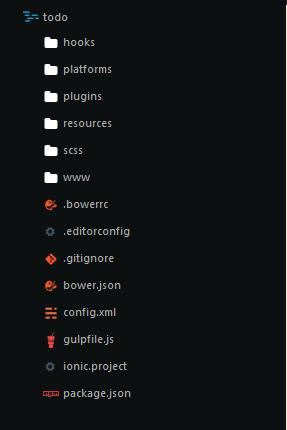 todo
hooks
platforms
plugins
resources
scss
www
.bowerrc
.editorconfig
.gitignore
bower.json
config.xml
gulpfile.js
ionic.project
package.json